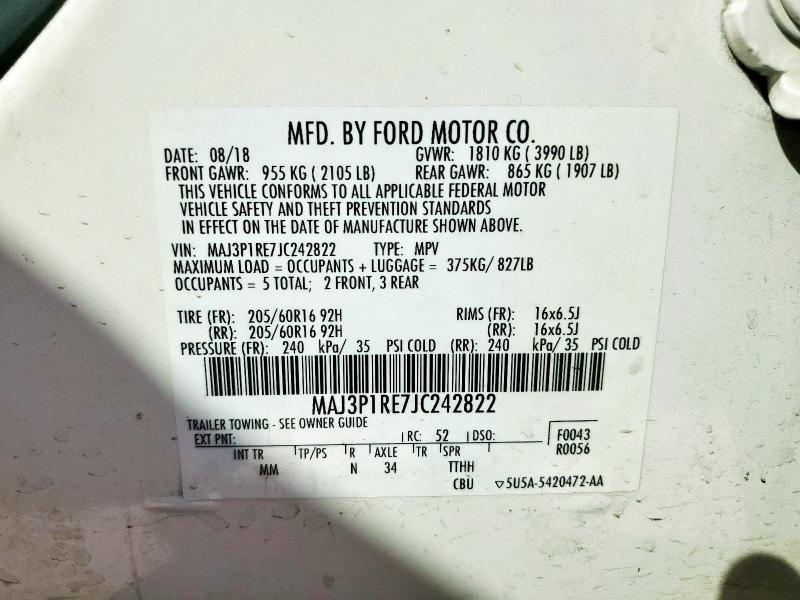 MFD. BY FORD MOTOR CO.
DATE: 08/18 GVWR: 1810 KG ( 3990 LB)
FRONT GAWR: 955 KG ( 2105 LB) REAR GAWR: 865 KG ( 1907 LB)
THIS VEHICLE CONFORMS TO ALL APPLICABLE FEDERAL MOTOR
VEHICLE SAFETY AND THEFT PREVENTION STANDARDS
IN EFFECT ON THE DATE OF MANUFACTURE SHOWN ABOVE.
VIN: MAJ3P1RE7JC242822 TYPE: MPV
MAXIMUM LOAD = OCCUPANTS + LUGGAGE = 375KG/ 827LB
OCCUPANTS = 5 TOTAL; 2 FRONT, 3 REAR
TIRE (FR): 205/60R16 92H RIMS (FR): 16x6.5J
(RR): 205/60R16 92H (RR): 16x6.5J
PRESSURE (FR): 240 kPa/ 35 PSI COLD (RR): 240 kPa/ 35 PSI COLD
MAJ3P1RE7JC242822
TRAILER TOWING - SEE OWNER GUIDE
EXT PNT: RC: 52 DSO: F0043
R0056
INT TR TP/PS R AXLE TR SPR
MM N 34 TTHH
CBU ▽5U5A-5420472-AA